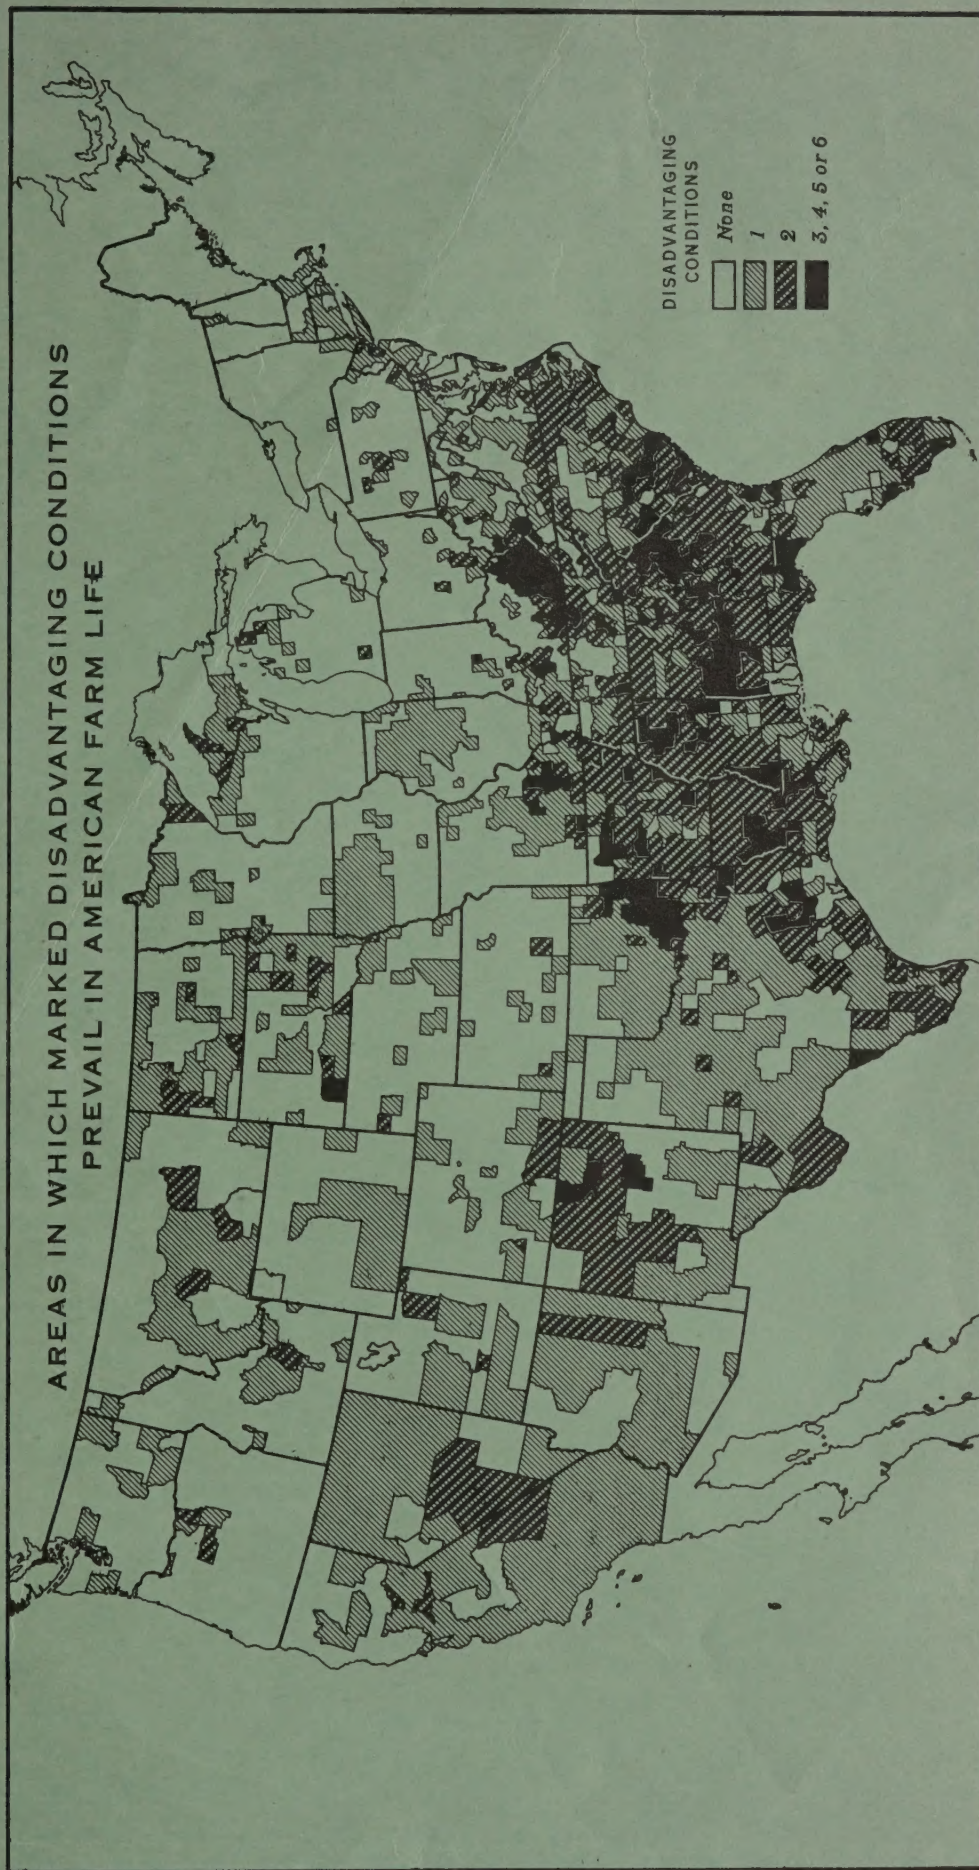 AREAS IN WHICH MARKED DISADVANTAGING CONDITIONS
PREVAIL IN AMERICAN FARM LIFE
DISADVANTAGING
CONDITIONS
None
1
2
3, 4, 5 or 6